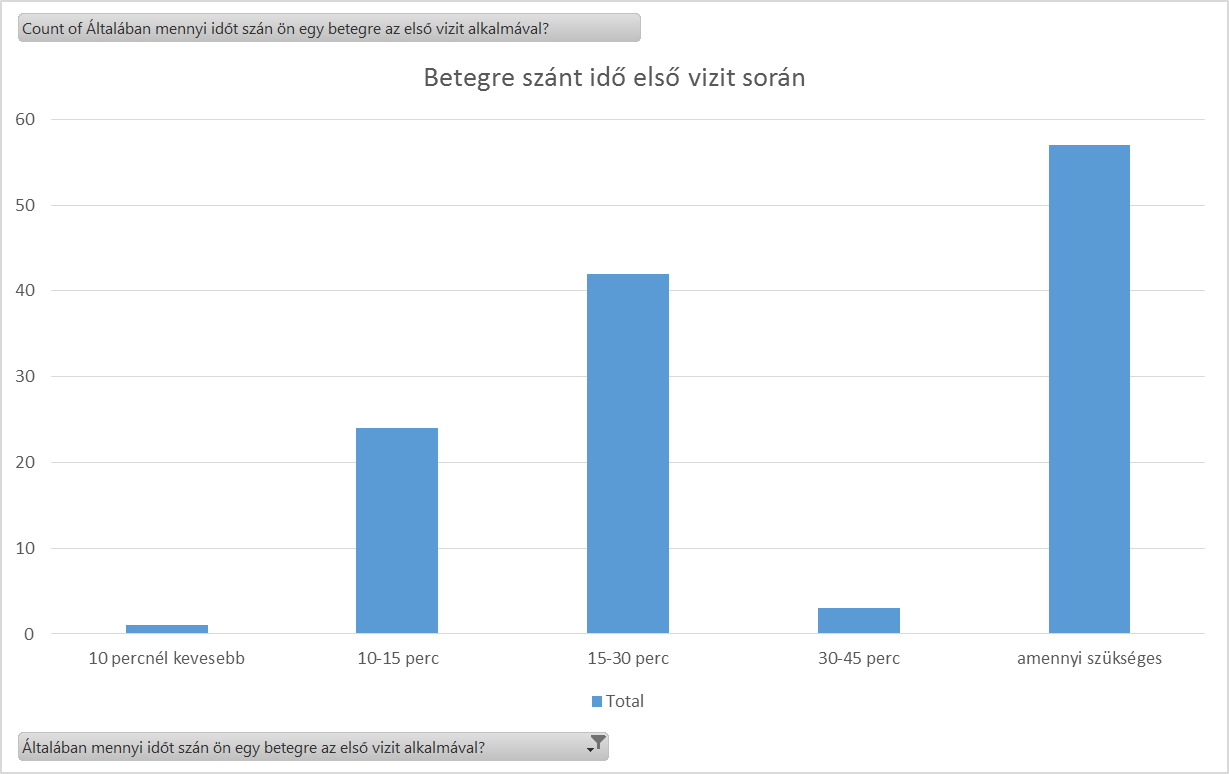 Count of Általában mennyi időt szán ön egy betegre az első vizit alkalmával?
Betegre szánt idő első vizit során
60
50
40
30
20
10
0
10 percnél kevesebb 10-15 perc 15-30 perc 30-45 perc amennyi szükséges
Total
Általában mennyi időt szán ön egy betegre az első vizit alkalmával?